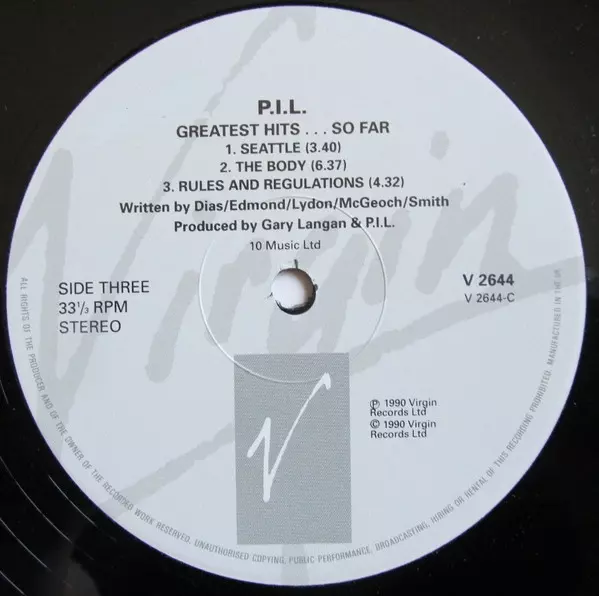 Virgin
P.I.L.
GREATEST HITS . . . SO FAR
1. SEATTLE (3.40)
2. THE BODY (6.37)
3. RULES AND REGULATIONS (4.32)
Written by Dias/Edmond/Lydon/McGeoch/Smith
Produced by Gary Langan & P.I.L.
10 Music Ltd
SIDE THREE
33⅓ RPM
STEREO
V 2644
V 2644-C
℗ 1990 Virgin
Records Ltd
© 1990 Virgin
Records Ltd
V
ALL RIGHTS OF THE PRODUCER AND OF THE OWNER OF THE RECORDED WORK RESERVED. UNAUTHORISED COPYING, PUBLIC PERFORMANCE, BROADCASTING, HIRING OR RENTAL OF THIS RECORDING PROHIBITED. MANUFACTURED IN THE UK